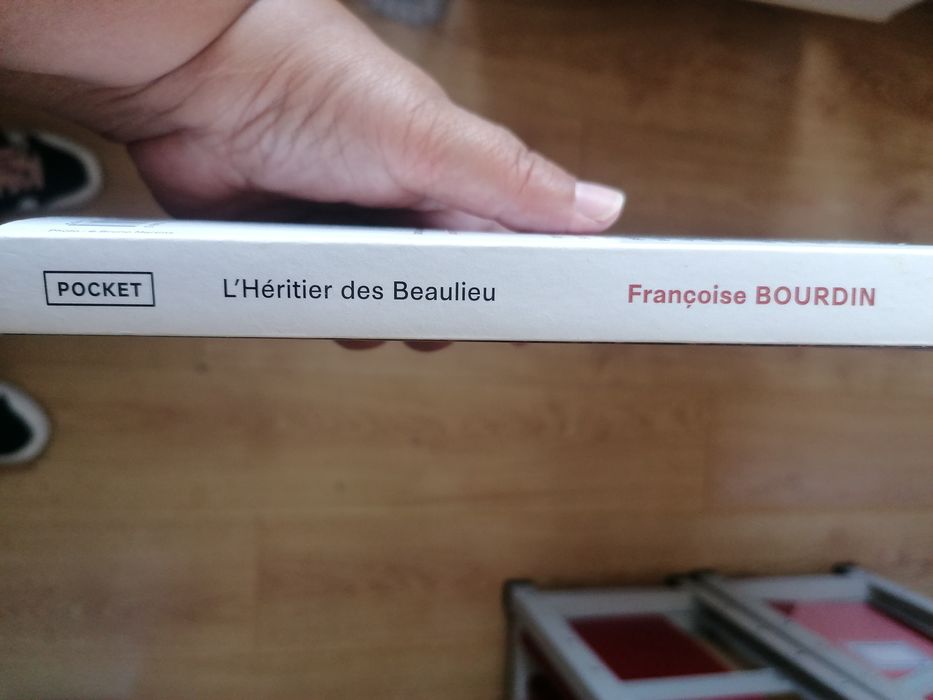 POCKET L'Héritier des Beaulieu Françoise BOURDIN